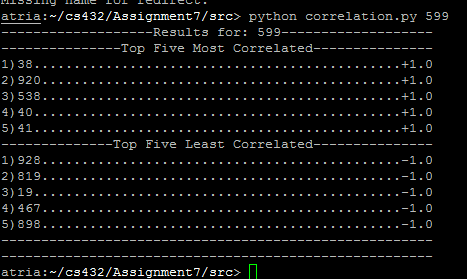 Missing name for redirect.
atria:~/cs432/Assignment7/src> python correlation.py 599
-------------------Results for: 599-------------------
---------------Top Five Most Correlated---------------
1)38..............................................+1.0
2)920.............................................+1.0
3)538.............................................+1.0
4)40..............................................+1.0
5)41..............................................+1.0
--------------Top Five Least Correlated---------------
1)928.............................................-1.0
2)819.............................................-1.0
3)19..............................................-1.0
4)467.............................................-1.0
5)898.............................................-1.0
------------------------------------------------------
------------------------------------------------------
atria:~/cs432/Assignment7/src>